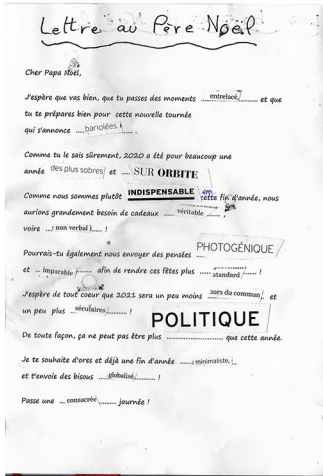 Lettre au Père Noël
Cher Papa Noël,
J'espère que vas bien, que tu passes des moments entrelacé et que
tu te prépares bien pour cette nouvelle tournée
qui s'annonce bariolées.
Comme tu le sais sûrement, 2020 a été pour beaucoup une
année des plus sobres et SUR ORBITE
Comme nous sommes plutôt INDISPENSABLE en cette fin d'année, nous
aurions grandement besoin de cadeaux véritable,
voire non verbal !
Pourrais-tu également nous envoyer des pensées PHOTOGÉNIQUE
et imparable afin de rendre ces fêtes plus standard !
J'espère de tout coeur que 2021 sera un peu moins hors du commun, et
un peu plus séculaires !
POLITIQUE
De toute façon, ça ne peut pas être plus ............ que cette année.
Je te souhaite d'ores et déjà une fin d'année minimaliste,
et t'envoie des bisous globalisé, !
Passe une consacrée journée !